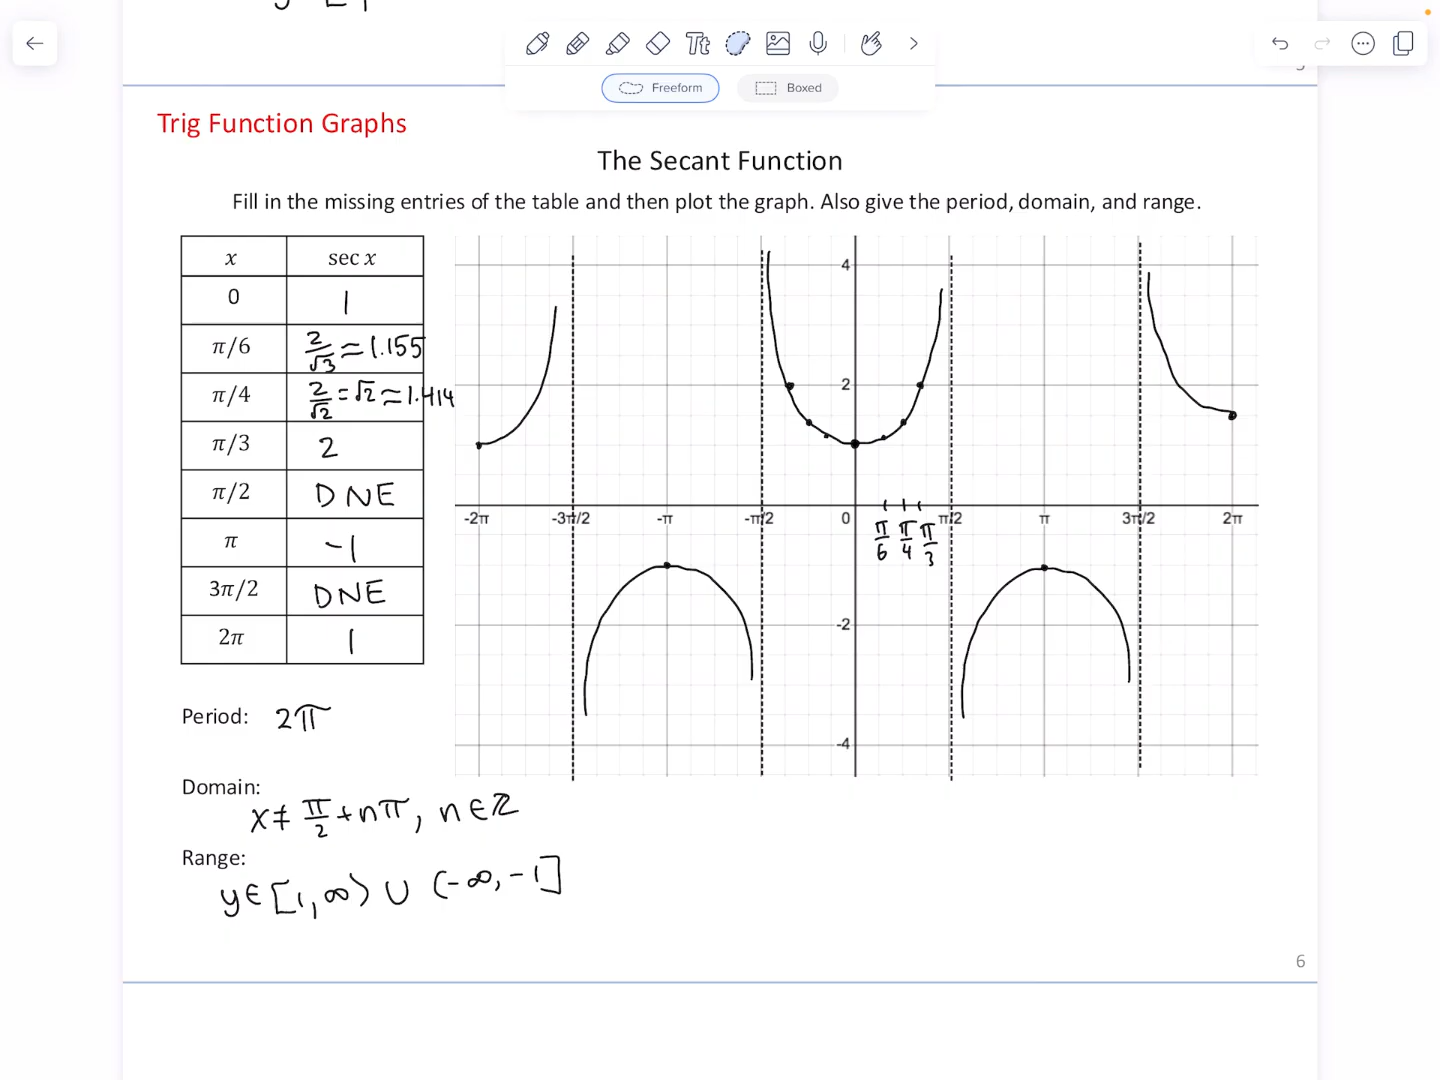 Tt
Freeform Boxed
Trig Function Graphs
The Secant Function
Fill in the missing entries of the table and then plot the graph. Also give the period, domain, and range.
x sec x
0 1
π/6 2/√3 ≈ 1.155
π/4 2/√2 = √2 ≈ 1.414
π/3 2
π/2 DNE
π -1
3π/2 DNE
2π 1
4
2
-2π -3π/2 -π -π/2 0 π/2 π 3π/2 2π
π/6 π/4 π/3
-2
-4
Period: 2π
Domain:
x ≠ π/2 + nπ, n ∈ ℤ
Range:
y ∈ [1, ∞) ∪ (-∞, -1]
6